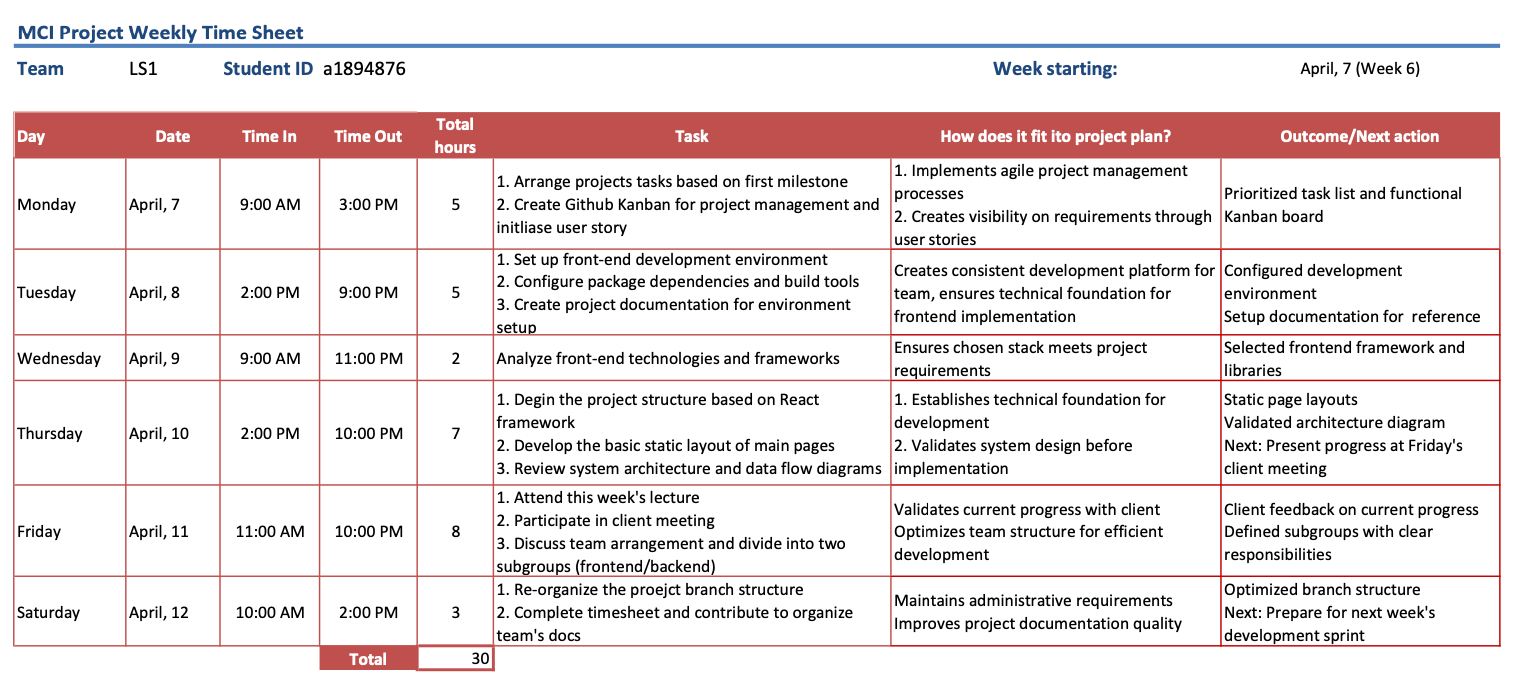 MCI Project Weekly Time Sheet
Team LS1 Student ID a1894876 Week starting: April, 7 (Week 6)
Day Date Time In Time Out Total hours Task How does it fit ito project plan? Outcome/Next action
Monday April, 7 9:00 AM 3:00 PM 5
1. Arrange projects tasks based on first milestone
2. Create Github Kanban for project management and
initliase user story
1. Implements agile project management
processes
2. Creates visibility on requirements through
user stories
Prioritized task list and functional
Kanban board
Tuesday April, 8 2:00 PM 9:00 PM 5
1. Set up front-end development environment
2. Configure package dependencies and build tools
3. Create project documentation for environment
setup
Creates consistent development platform for
team, ensures technical foundation for
frontend implementation
Configured development
environment
Setup documentation for reference
Wednesday April, 9 9:00 AM 11:00 PM 2
Analyze front-end technologies and frameworks
Ensures chosen stack meets project
requirements
Selected frontend framework and
libraries
Thursday April, 10 2:00 PM 10:00 PM 7
1. Degin the project structure based on React
framework
2. Develop the basic static layout of main pages
3. Review system architecture and data flow diagrams
1. Establishes technical foundation for
development
2. Validates system design before
implementation
Static page layouts
Validated architecture diagram
Next: Present progress at Friday's
client meeting
Friday April, 11 11:00 AM 10:00 PM 8
1. Attend this week's lecture
2. Participate in client meeting
3. Discuss team arrangement and divide into two
subgroups (frontend/backend)
Validates current progress with client
Optimizes team structure for efficient
development
Client feedback on current progress
Defined subgroups with clear
responsibilities
Saturday April, 12 10:00 AM 2:00 PM 3
1. Re-organize the proejct branch structure
2. Complete timesheet and contribute to organize
team's docs
Maintains administrative requirements
Improves project documentation quality
Optimized branch structure
Next: Prepare for next week's
development sprint
Total 30